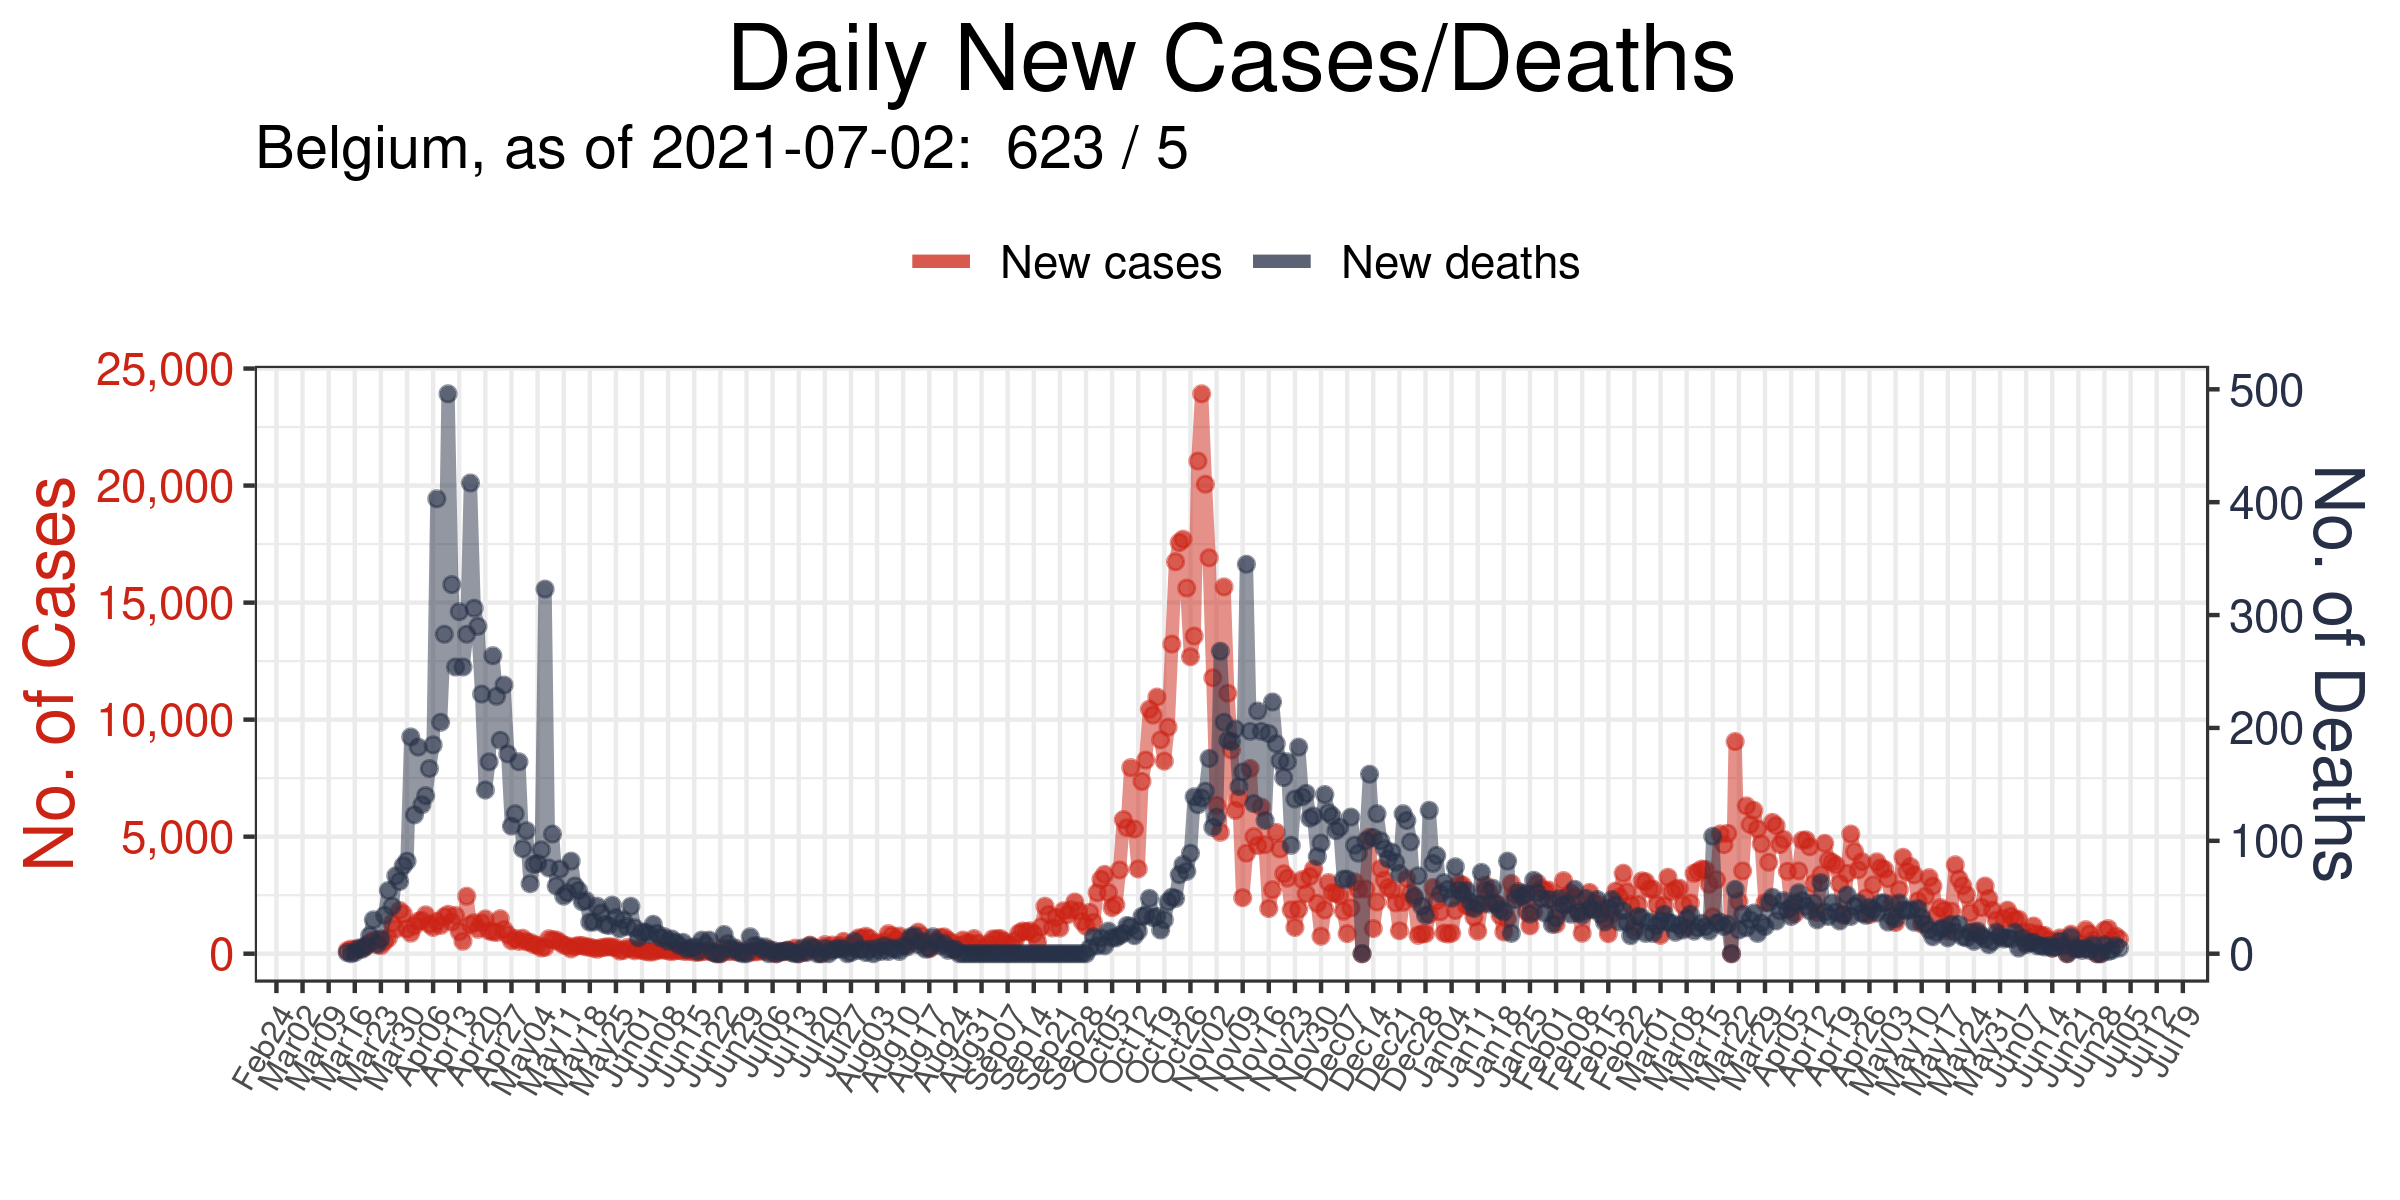 Daily New Cases/Deaths
Belgium, as of 2021-07-02: 623 / 5
New cases
New deaths
No. of Cases
25,000
20,000
15,000
10,000
5,000
0
500
400
300
200
100
0
No. of Deaths
Feb24
Mar02
Mar09
Mar16
Mar23
Mar30
Apr06
Apr13
Apr20
Apr27
May04
May11
May18
May25
Jun01
Jun08
Jun15
Jun22
Jun29
Jul06
Jul13
Jul20
Jul27
Aug03
Aug10
Aug17
Aug24
Aug31
Sep07
Sep14
Sep21
Sep28
Oct05
Oct12
Oct19
Oct26
Nov02
Nov09
Nov16
Nov23
Nov30
Dec07
Dec14
Dec21
Dec28
Jan04
Jan11
Jan18
Jan25
Feb01
Feb08
Feb15
Feb22
Mar01
Mar08
Mar15
Mar22
Mar29
Apr05
Apr12
Apr19
Apr26
May03
May10
May17
May24
May31
Jun07
Jun14
Jun21
Jun28
Jul05
Jul12
Jul19